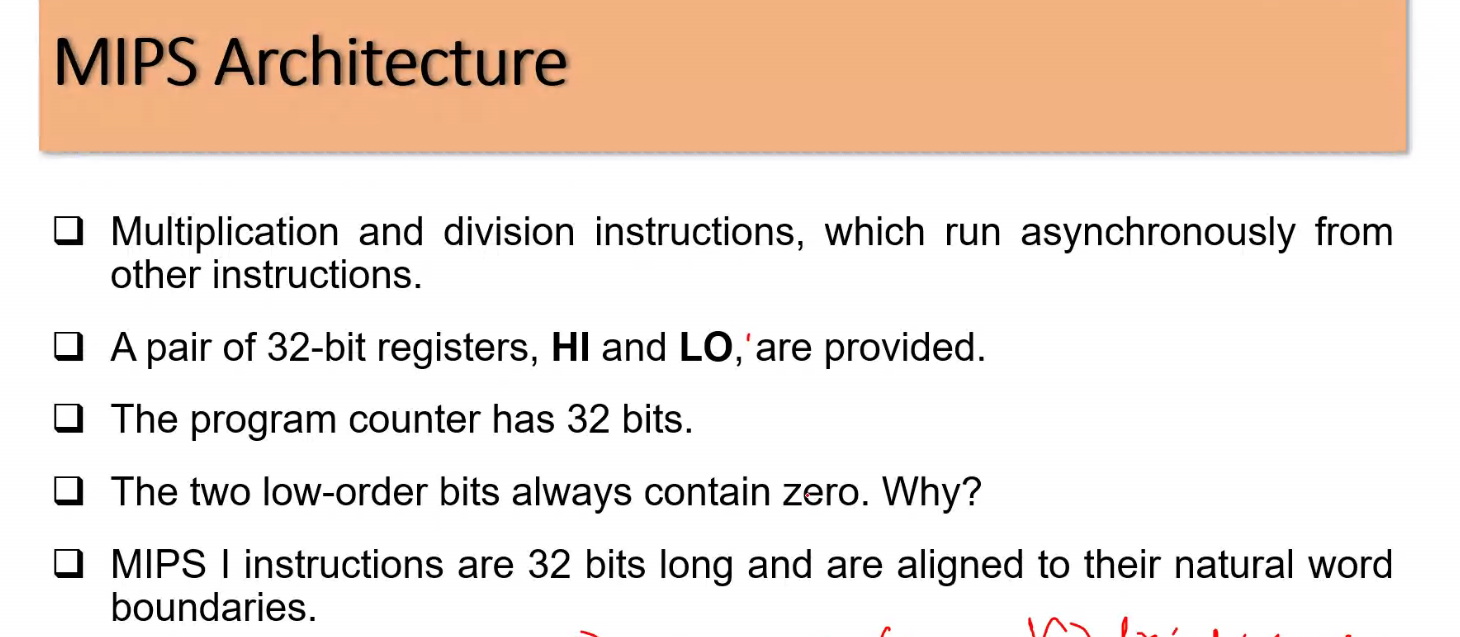 MIPS Architecture
❑ Multiplication and division instructions, which run asynchronously from
other instructions.
❑ A pair of 32-bit registers, HI and LO, are provided.
❑ The program counter has 32 bits.
❑ The two low-order bits always contain zero. Why?
❑ MIPS I instructions are 32 bits long and are aligned to their natural word
boundaries.